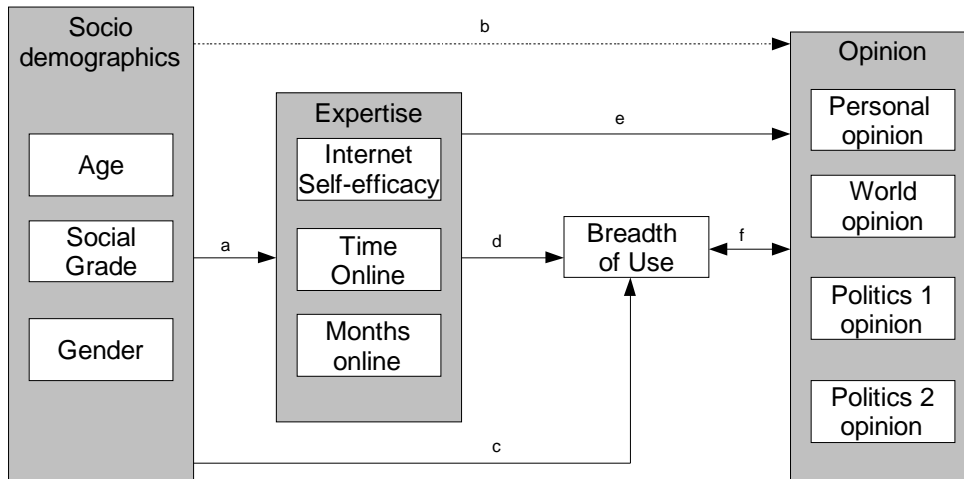 Socio
demographics
Age
Social
Grade
Gender
a
b
c
Expertise
Internet
Self-efficacy
Time
Online
Months
online
d
e
Breadth
of Use
f
Opinion
Personal
opinion
World
opinion
Politics 1
opinion
Politics 2
opinion